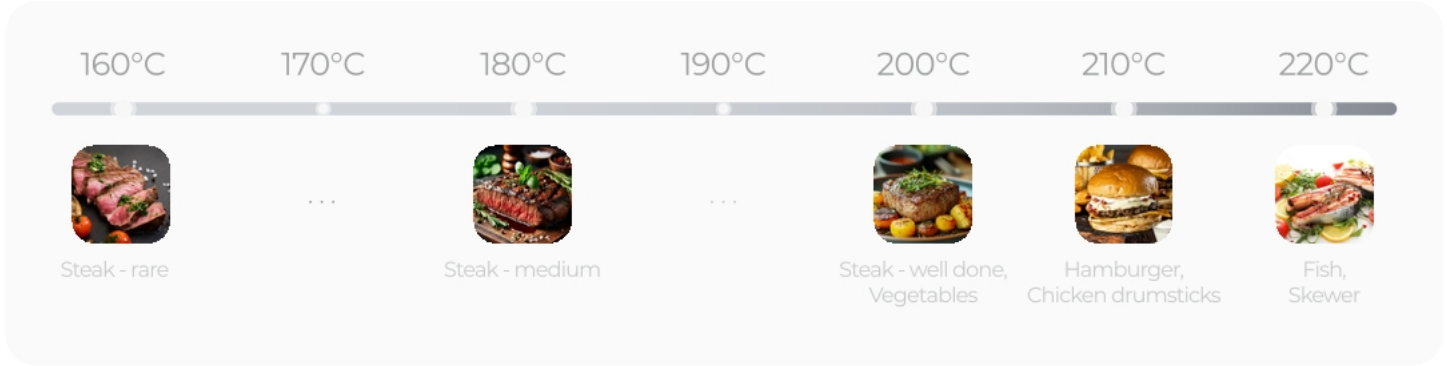 160°C 170°C 180°C 190°C 200°C 210°C 220°C
... ...
Steak - rare Steak - medium Steak - well done, Hamburger, Fish,
Vegetables Chicken drumsticks Skewer